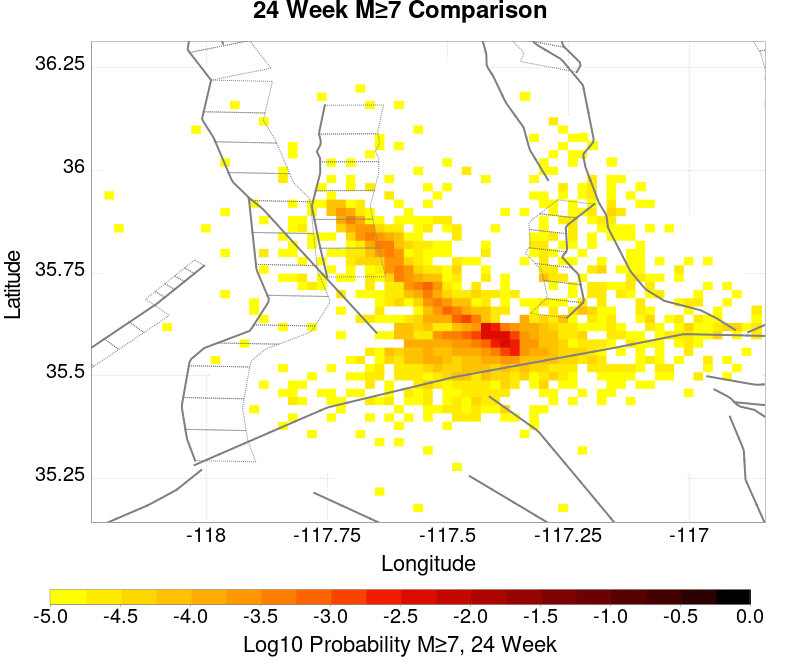 24 Week M≥7 Comparison
36.25
36
35.75
35.5
35.25
Latitude
-118 -117.75 -117.5 -117.25 -117
Longitude
-5.0 -4.5 -4.0 -3.5 -3.0 -2.5 -2.0 -1.5 -1.0 -0.5 0.0
Log10 Probability M≥7, 24 Week